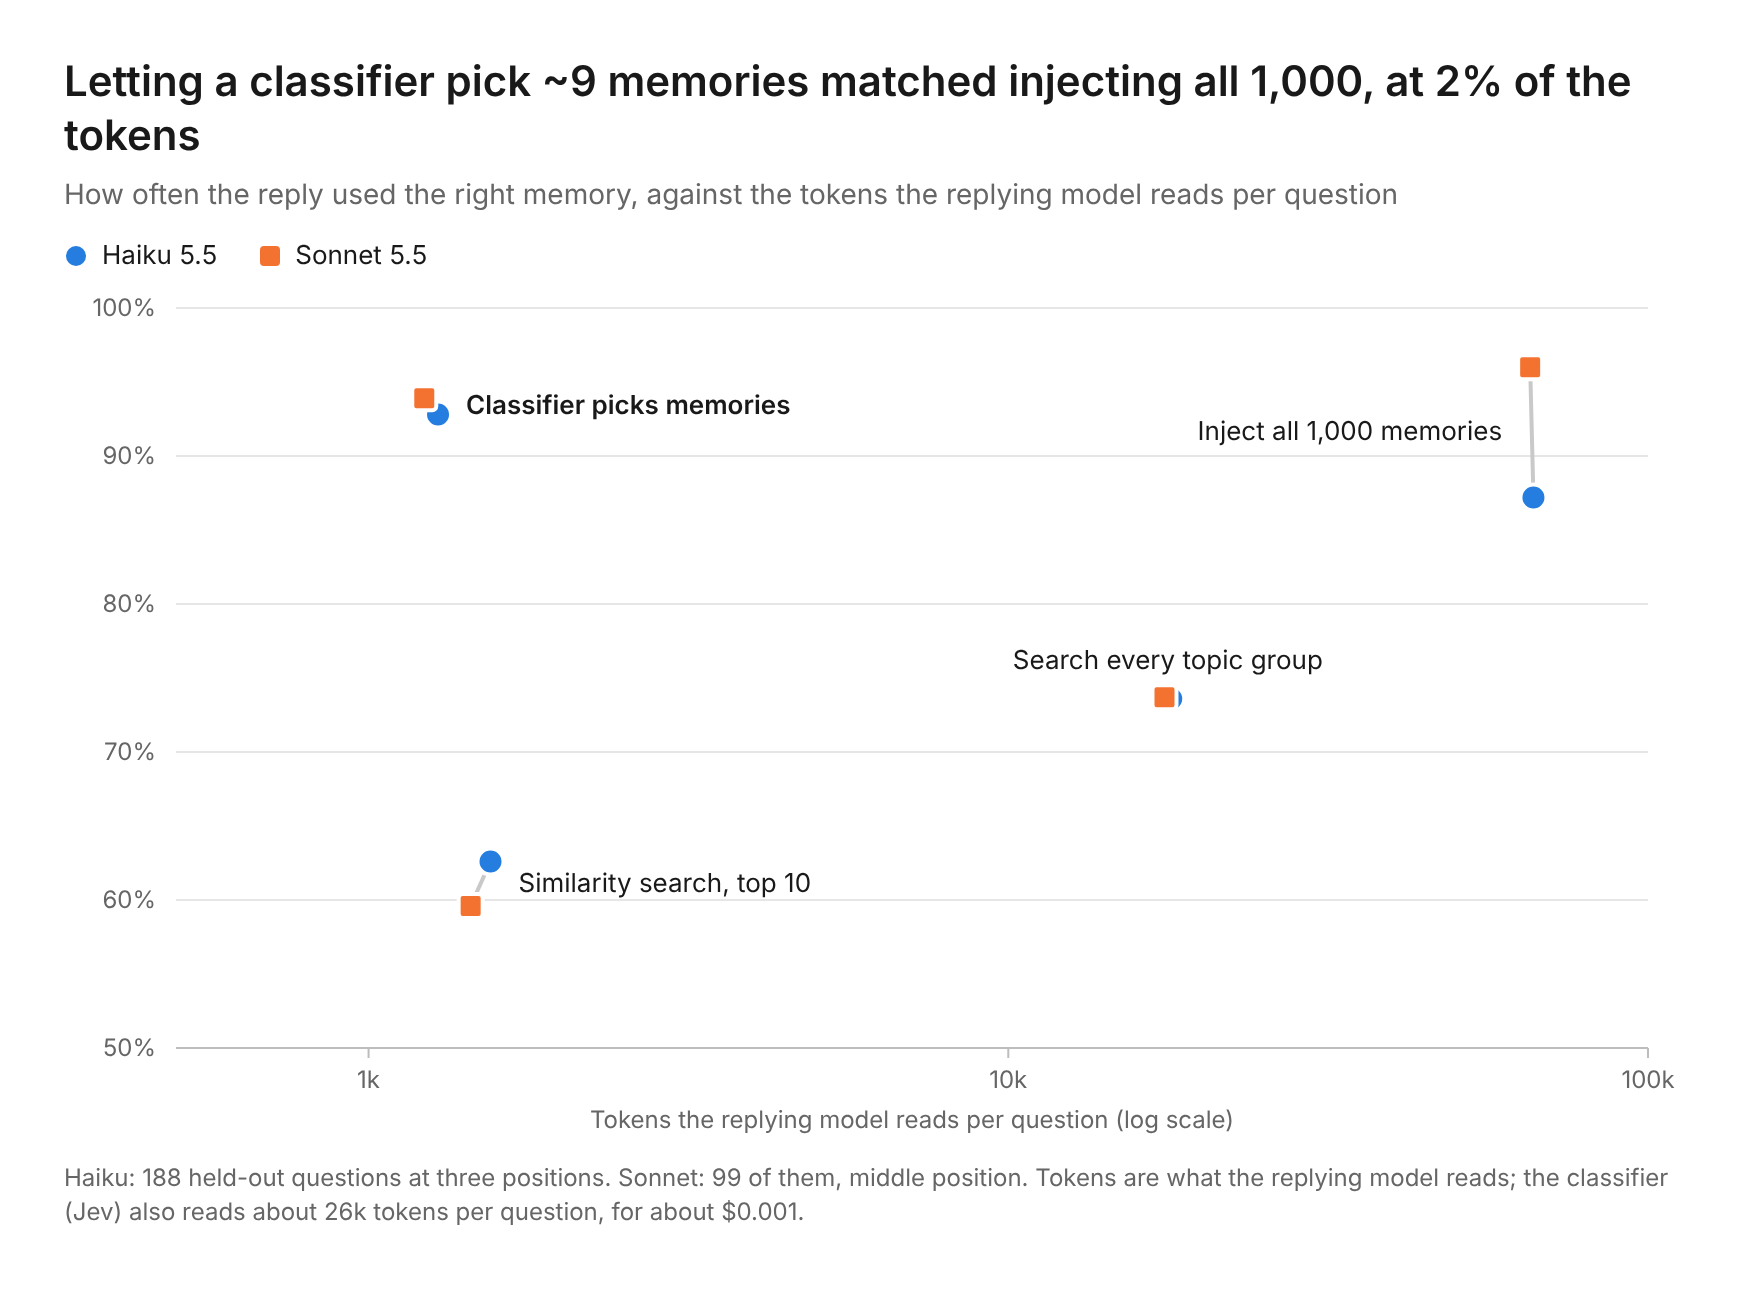 Letting a classifier pick ~9 memories matched injecting all 1,000, at 2% of the
tokens
How often the reply used the right memory, against the tokens the replying model reads per question
Haiku 5.5
Sonnet 5.5
100%
Classifier picks memories
Inject all 1,000 memories
90%
80%
Search every topic group
70%
Similarity search, top 10
60%
50%
1k
10k
100k
Tokens the replying model reads per question (log scale)
Haiku: 188 held-out questions at three positions. Sonnet: 99 of them, middle position. Tokens are what the replying model reads; the classifier
(Jev) also reads about 26k tokens per question, for about $0.001.